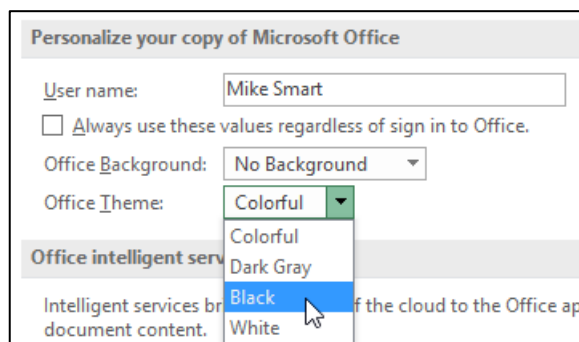 Personalize your copy of Microsoft Office
User name: Mike Smart
Always use these values regardless of sign in to Office.
Office Background: No Background
Office Theme: Colorful
Colorful
Dark Gray
Black
White
Office intelligent serv
Intelligent services br f the cloud to the Office ap
document content.